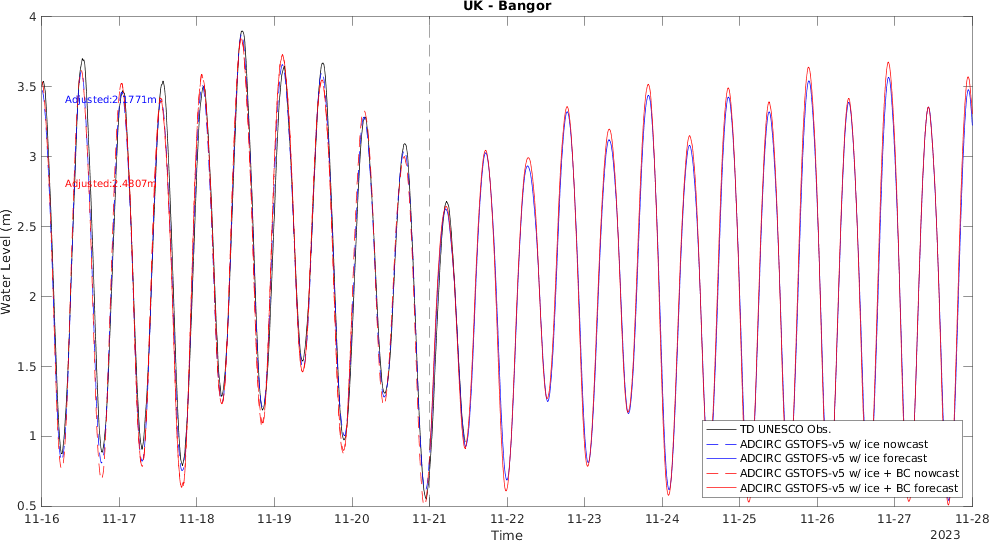 UK - Bangor
4
3.5
3
2.5
2
1.5
1
0.5
Water Level (m)
Adjusted:2.1771m
Adjusted:2.4307m
TD UNESCO Obs.
ADCIRC GSTOFS-v5 w/ ice nowcast
ADCIRC GSTOFS-v5 w/ ice forecast
ADCIRC GSTOFS-v5 w/ ice + BC nowcast
ADCIRC GSTOFS-v5 w/ ice + BC forecast
11-16 11-17 11-18 11-19 11-20 11-21 11-22 11-23 11-24 11-25 11-26 11-27 11-28
Time
2023